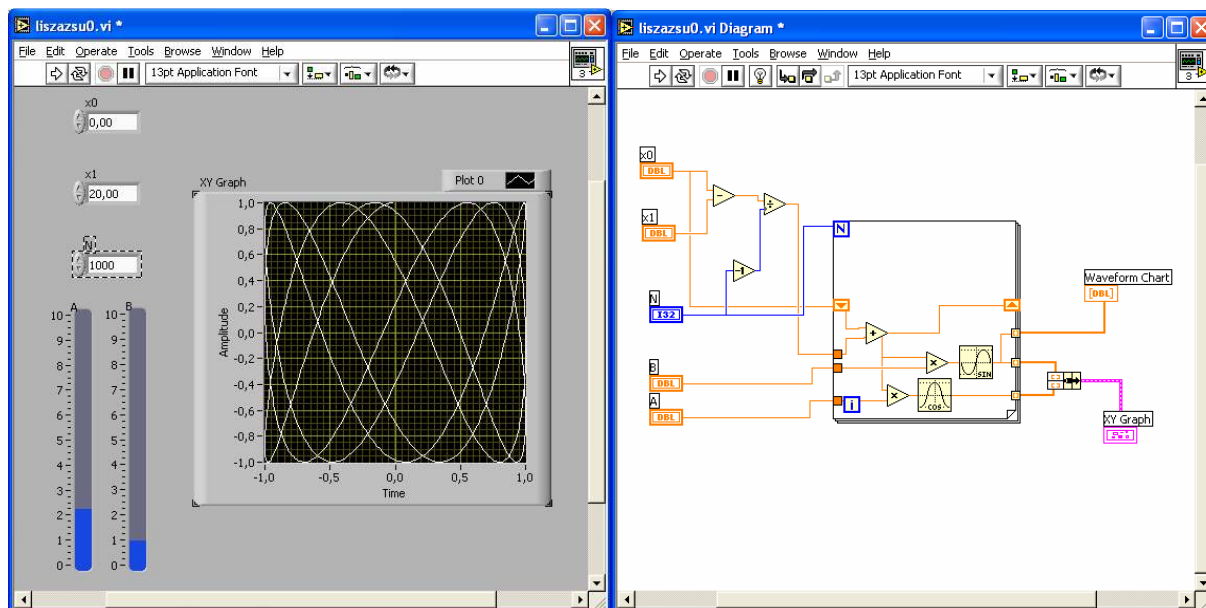 liszazsu0.vi *
File Edit Operate Tools Browse Window Help
13pt Application Font
3
x0
0,00
x1
20,00
N
1000
A
B
10
9
8
7
6
5
4
3
2
1
0
10
9
8
7
6
5
4
3
2
1
0
XY Graph
Plot 0
Amplitude
1,0
0,8
0,6
0,4
0,2
0,0
-0,2
-0,4
-0,6
-0,8
-1,0
-1,0 -0,5 0,0 0,5 1,0
Time
liszazsu0.vi Diagram *
File Edit Operate Tools Browse Window Help
13pt Application Font
3
x0
DBL
x1
DBL
N
I32
B
DBL
A
DBL
-1
N
i
SIN
COS
Waveform Chart
[DBL]
XY Graph